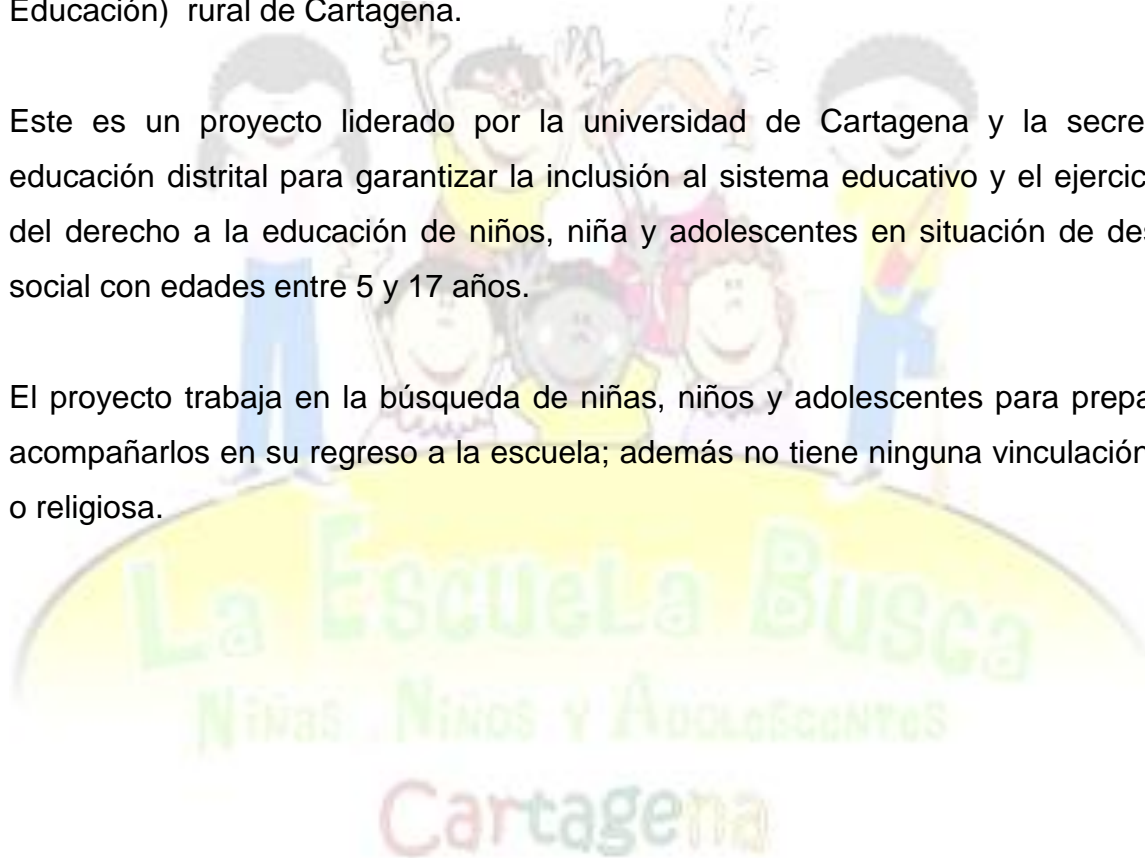 Educación) rural de Cartagena.
Este es un proyecto liderado por la universidad de Cartagena y la secre
educación distrital para garantizar la inclusión al sistema educativo y el ejercic
del derecho a la educación de niños, niña y adolescentes en situación de des
social con edades entre 5 y 17 años.
El proyecto trabaja en la búsqueda de niñas, niños y adolescentes para prepa
acompañarlos en su regreso a la escuela; además no tiene ninguna vinculación
o religiosa.
La Escuela Busca
Niñas Niños y Adolescentes
Cartagena